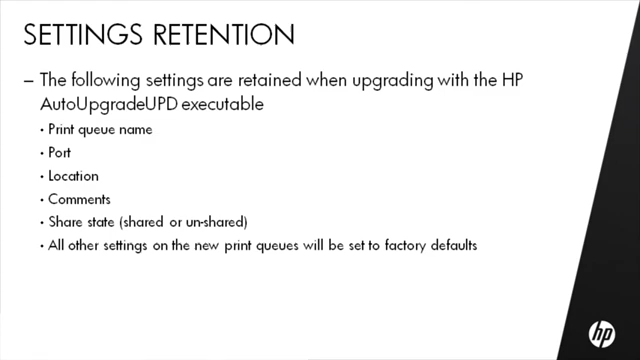 SETTINGS RETENTION
– The following settings are retained when upgrading with the HP
AutoUpgradeUPD executable
• Print queue name
• Port
• Location
• Comments
• Share state (shared or un-shared)
• All other settings on the new print queues will be set to factory defaults
hp